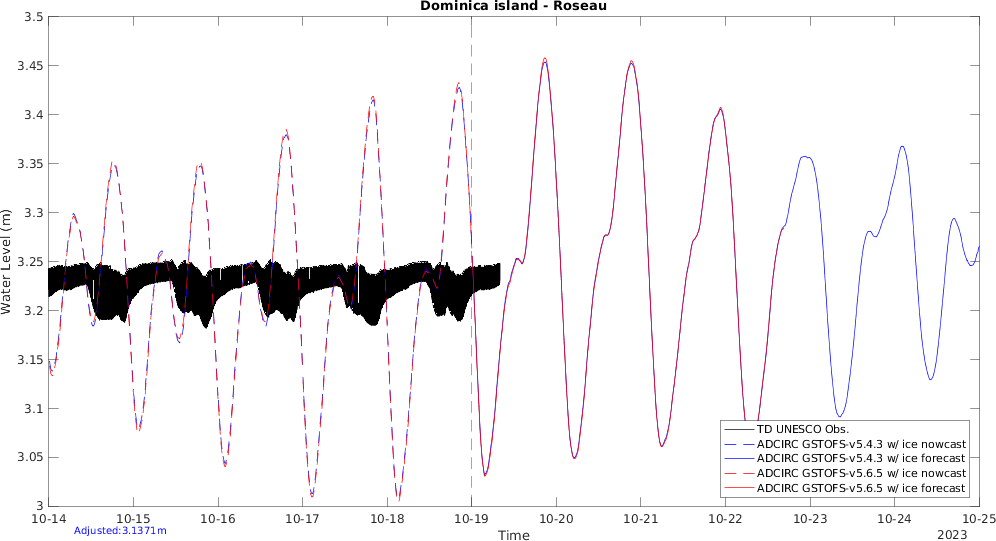 Dominica island - Roseau
3.5
3.45
3.4
3.35
3.3
3.25
3.2
3.15
3.1
3.05
3
Water Level (m)
TD UNESCO Obs.
ADCIRC GSTOFS-v5.4.3 w/ ice nowcast
ADCIRC GSTOFS-v5.4.3 w/ ice forecast
ADCIRC GSTOFS-v5.6.5 w/ ice nowcast
ADCIRC GSTOFS-v5.6.5 w/ ice forecast
10-14 10-15 10-16 10-17 10-18 10-19 10-20 10-21 10-22 10-23 10-24 10-25
Adjusted:3.1371m
Time
2023